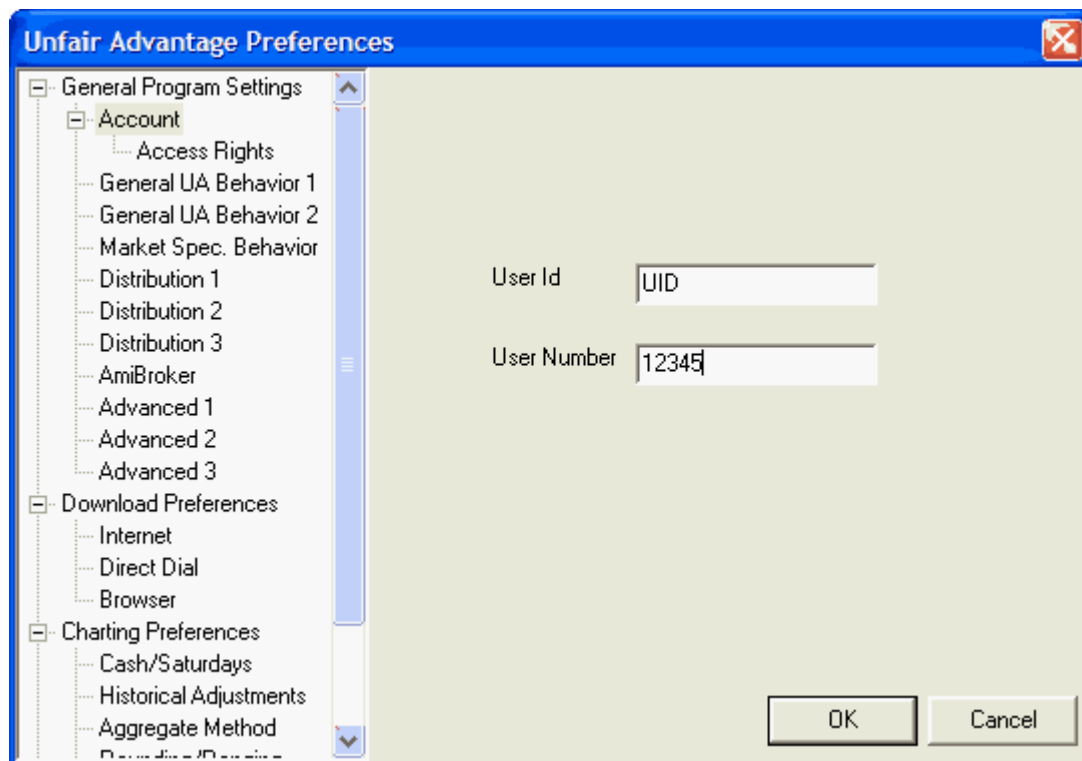 Unfair Advantage Preferences
General Program Settings
Account
Access Rights
General UA Behavior 1
General UA Behavior 2
Market Spec. Behavior
Distribution 1
Distribution 2
Distribution 3
AmiBroker
Advanced 1
Advanced 2
Advanced 3
Download Preferences
Internet
Direct Dial
Browser
Charting Preferences
Cash/Saturdays
Historical Adjustments
Aggregate Method
User Id UID
User Number 12345
OK Cancel